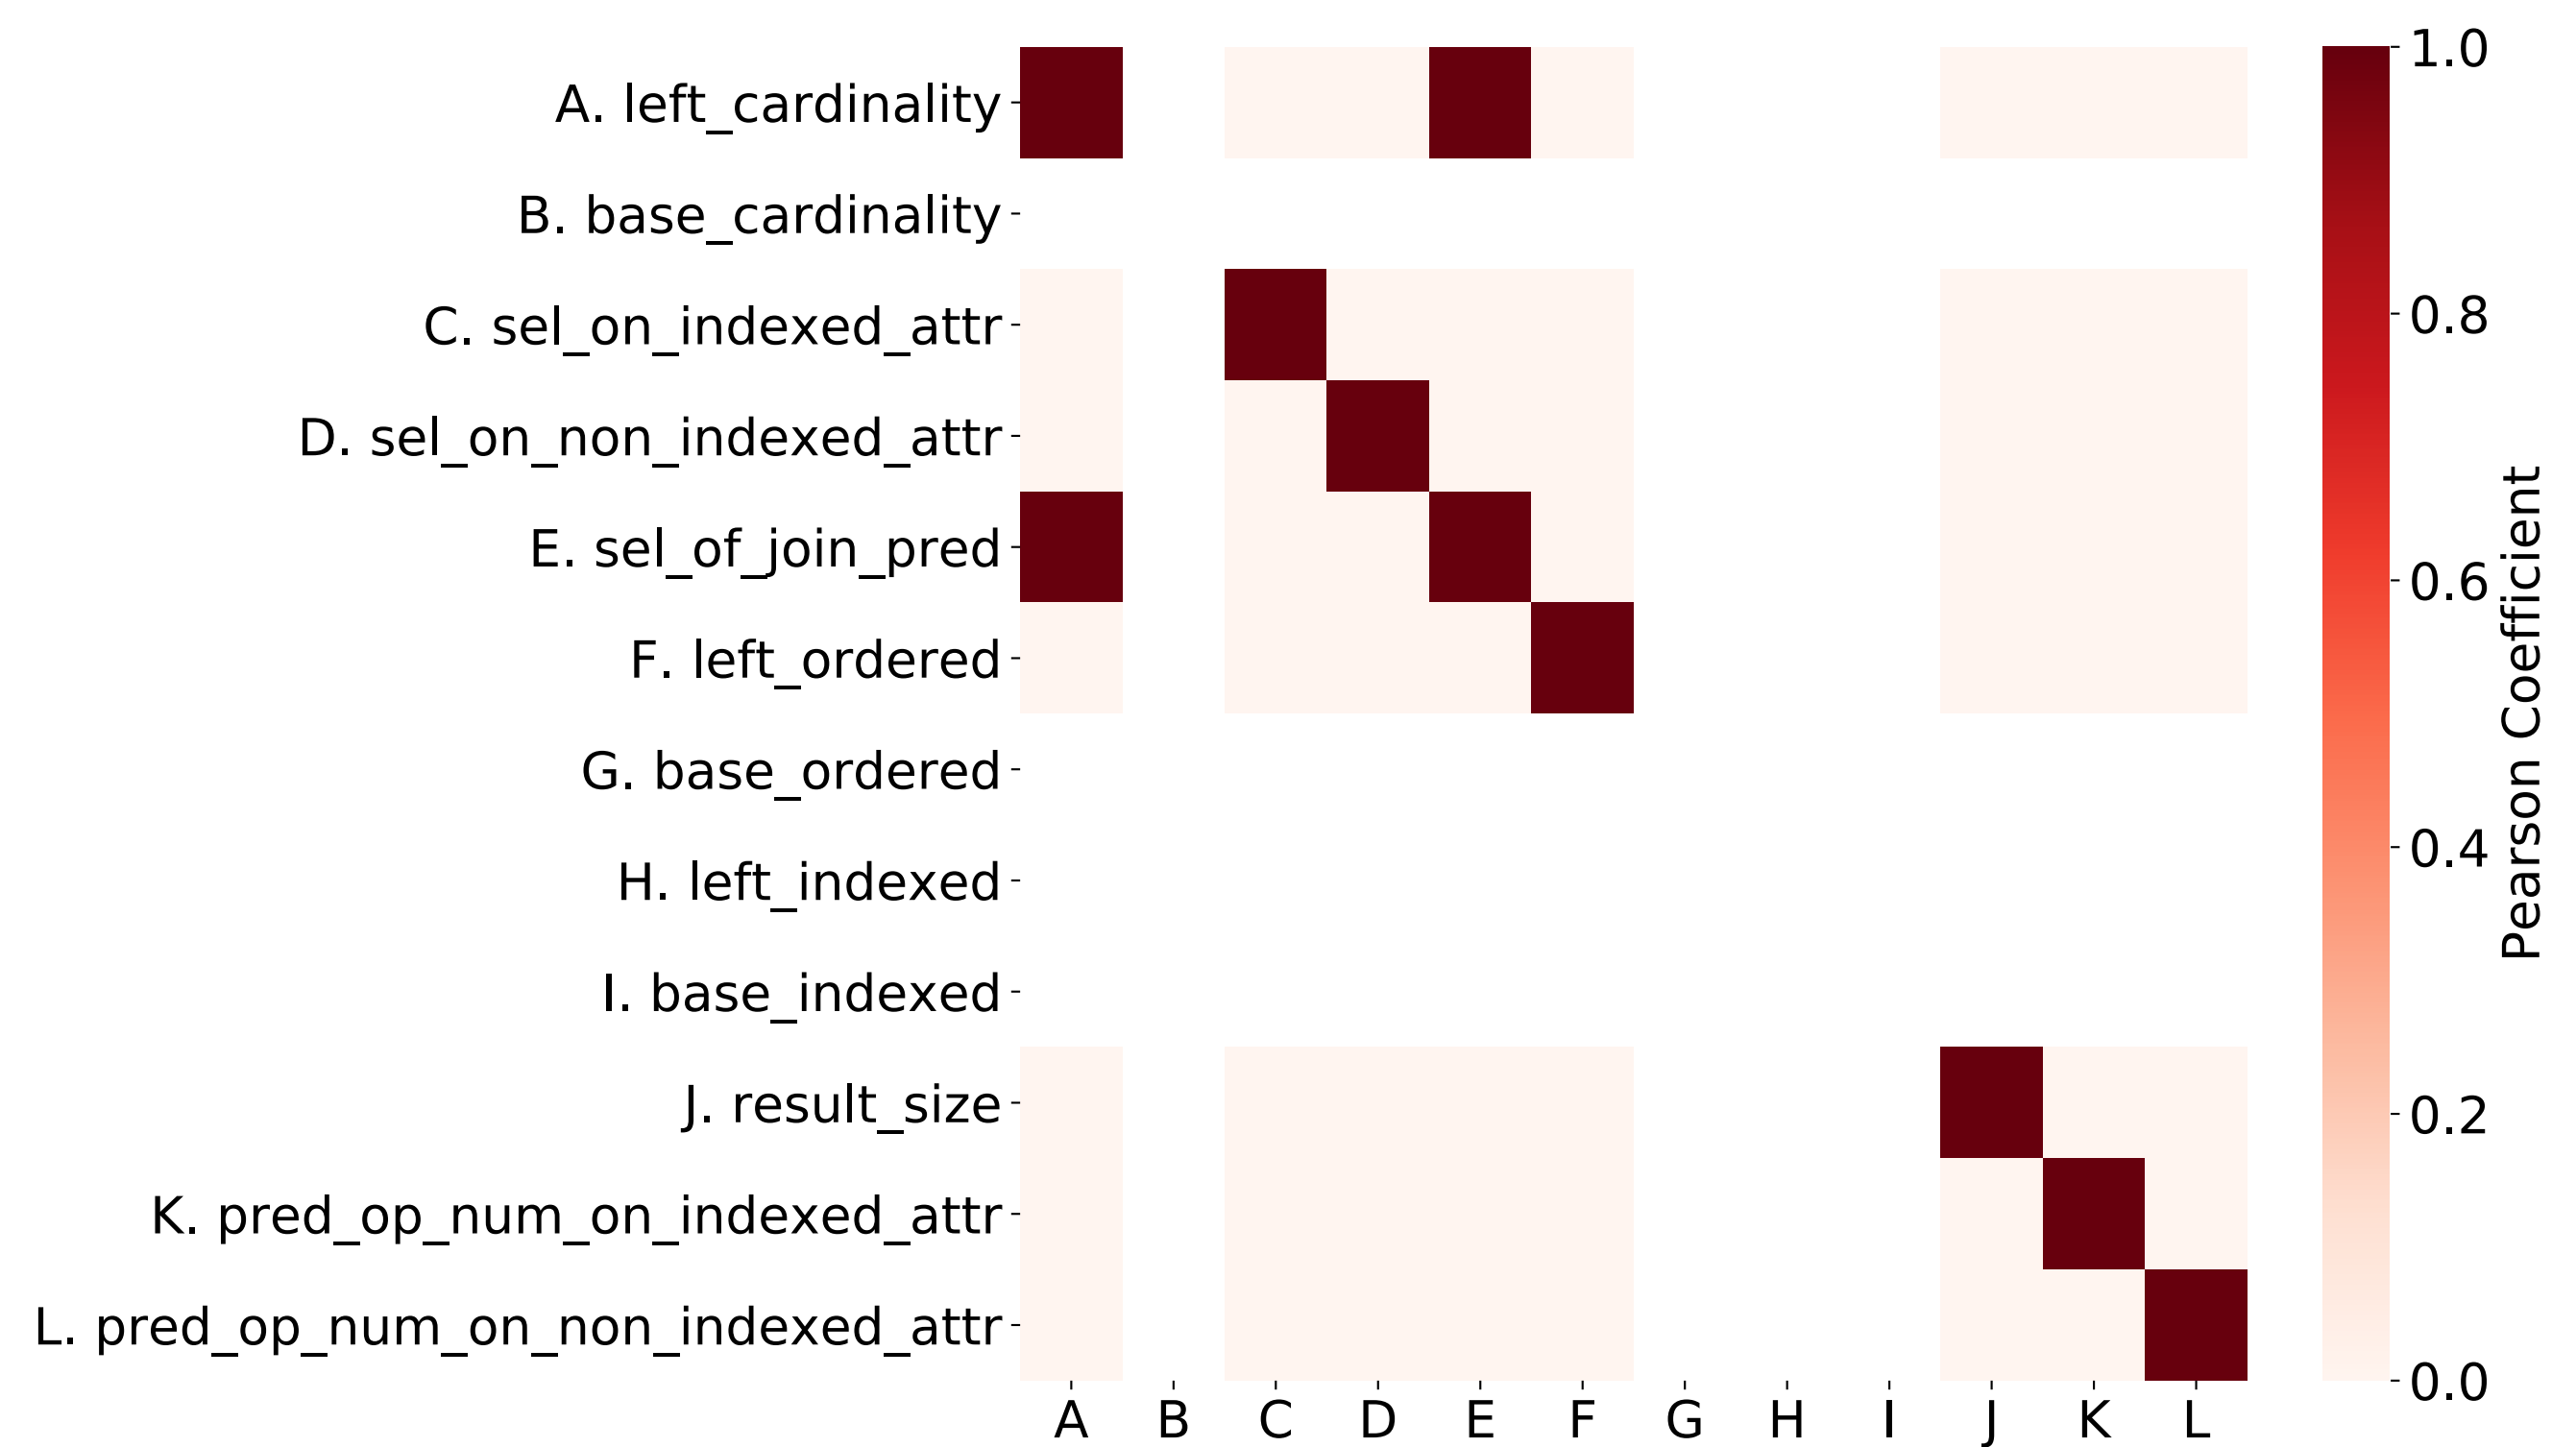 A. left_cardinality
B. base_cardinality
C. sel_on_indexed_attr
D. sel_on_non_indexed_attr
E. sel_of_join_pred
F. left_ordered
G. base_ordered
H. left_indexed
I. base_indexed
J. result_size
K. pred_op_num_on_indexed_attr
L. pred_op_num_on_non_indexed_attr
A B C D E F G H I J K L
1.0
0.8
0.6
0.4
0.2
0.0
Pearson Coefficient